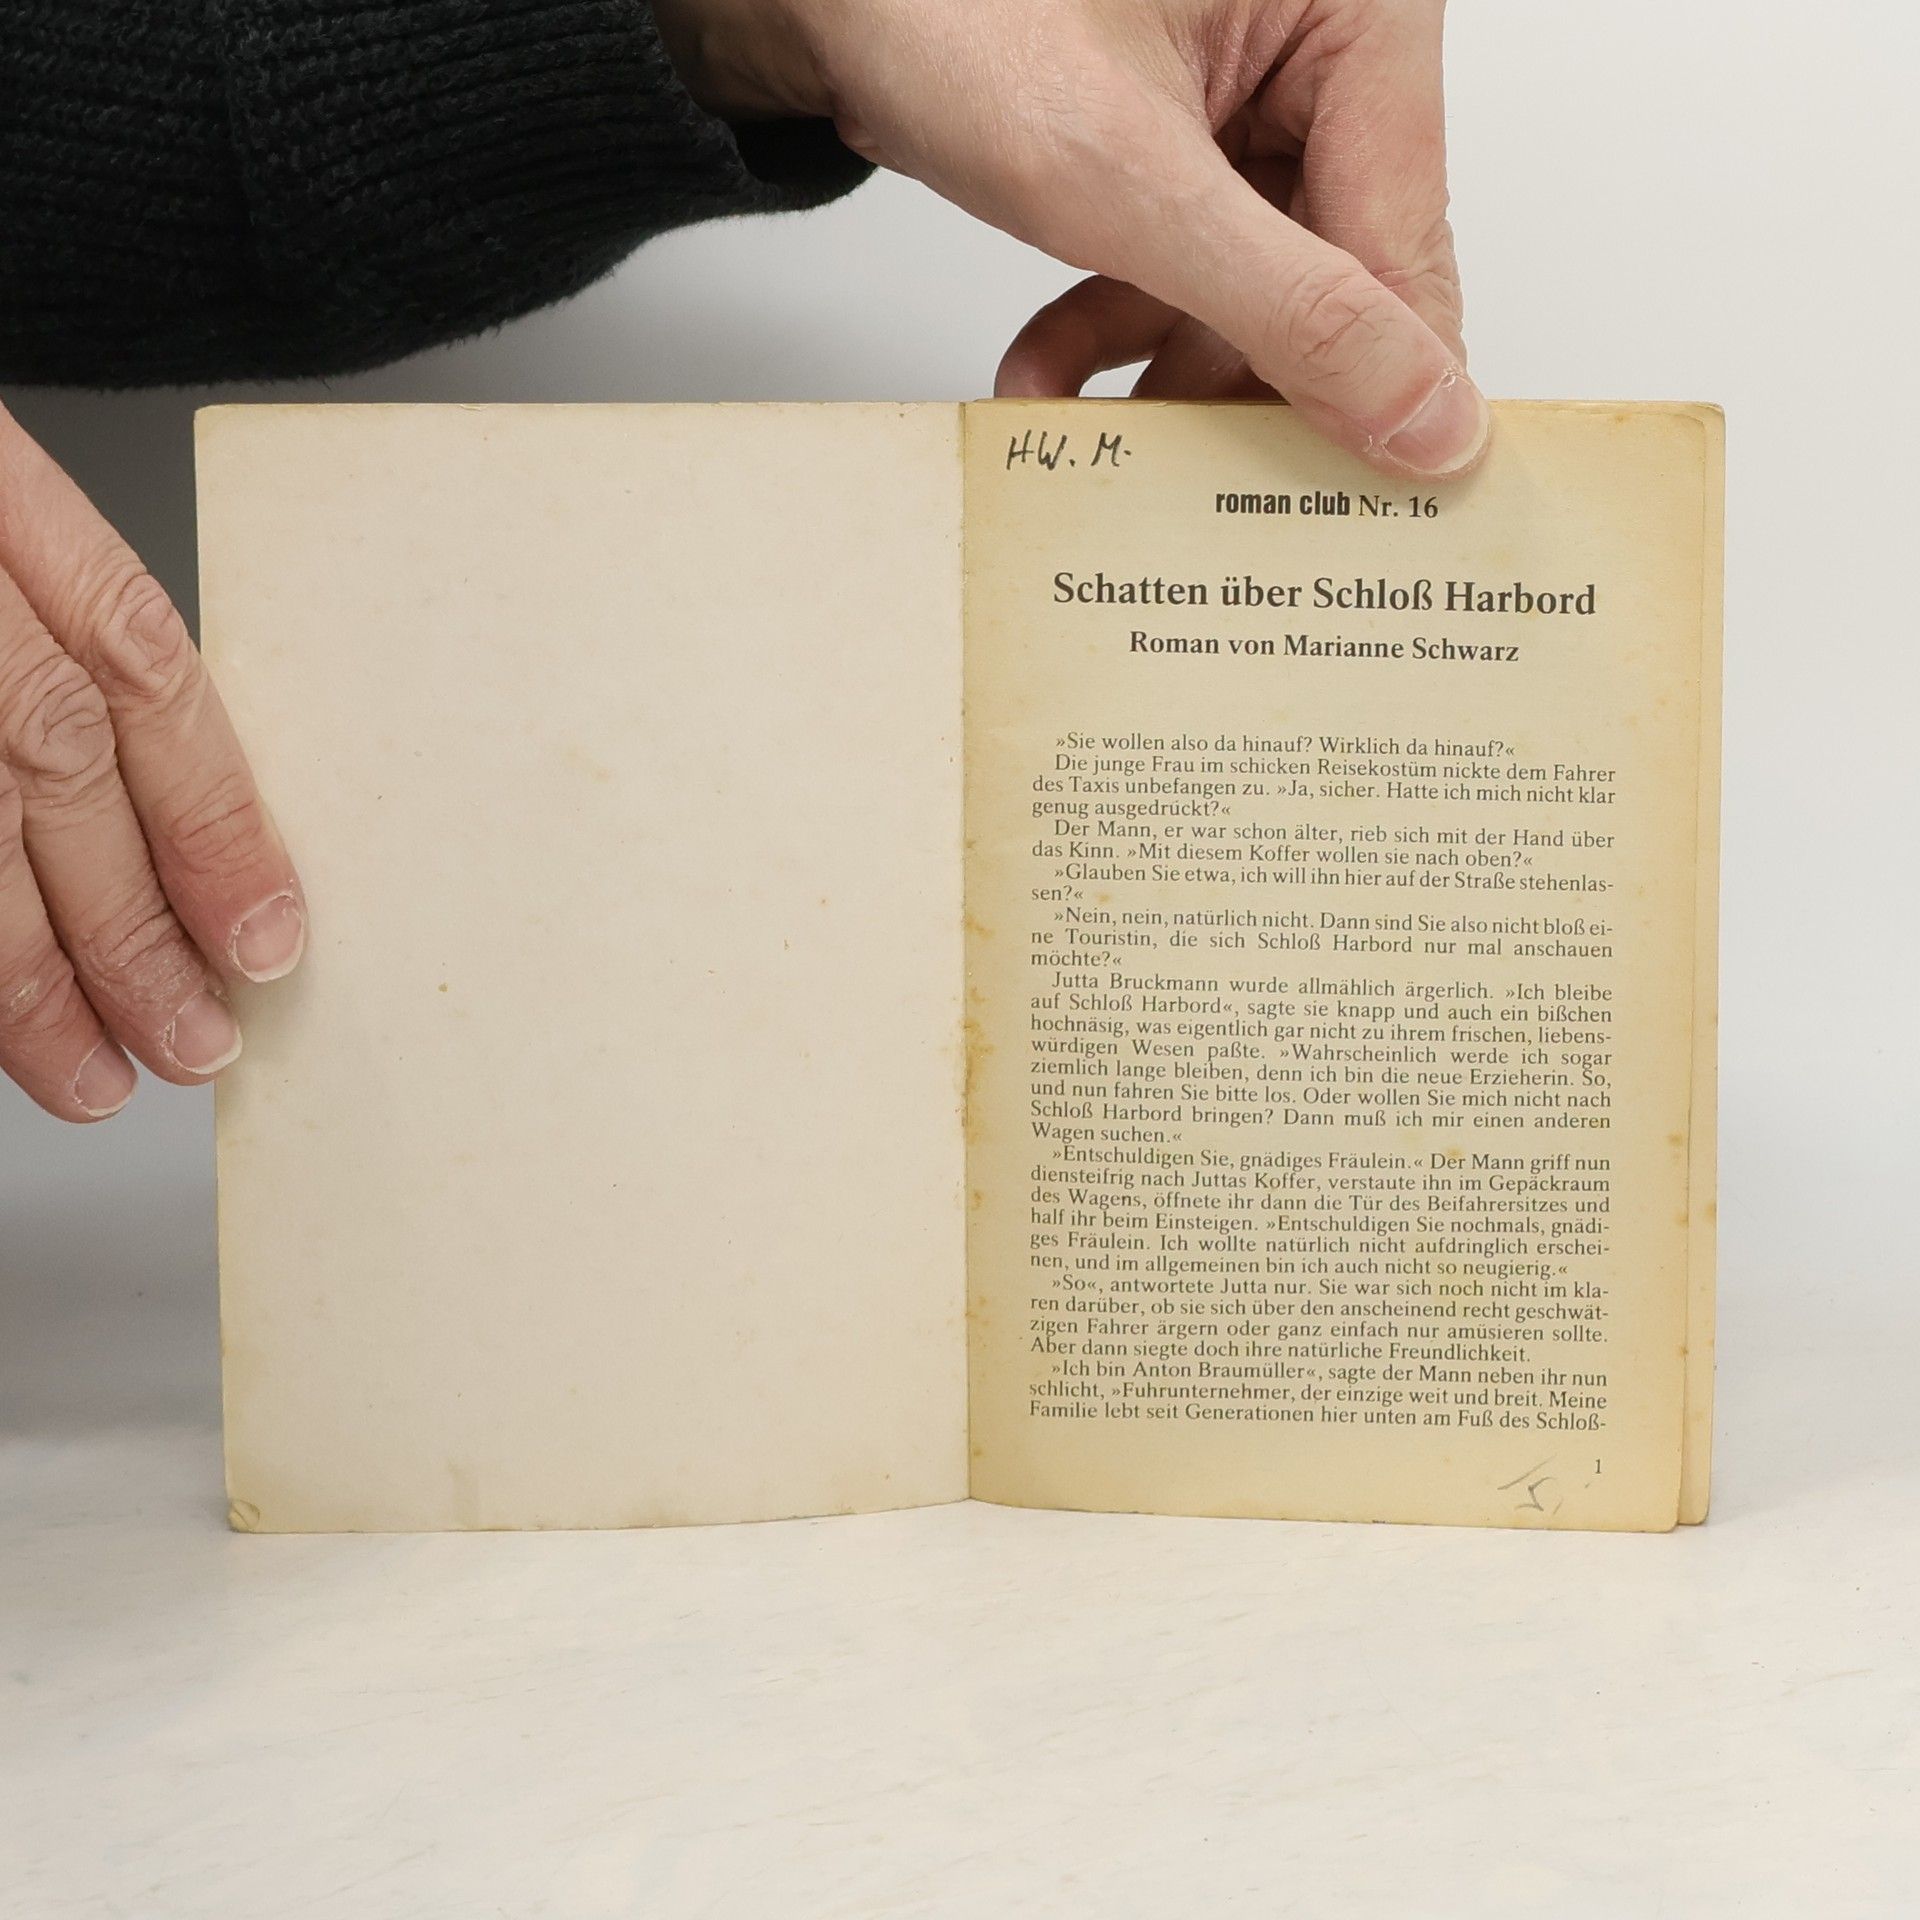 HW. M.
roman club Nr. 16
Schatten über Schloß Harbord
Roman von Marianne Schwarz
»Sie wollen also da hinauf? Wirklich da hinauf?«
Die junge Frau im schicken Reisekostüm nickte dem Fahrer
des Taxis unbefangen zu. »Ja, sicher. Hatte ich mich nicht klar
genug ausgedrückt?«
Der Mann, er war schon älter, rieb sich mit der Hand über
das Kinn. »Mit diesem Koffer wollen sie nach oben?«
»Glauben Sie etwa, ich will ihn hier auf der Straße stehenlas-
sen?«
»Nein, nein, natürlich nicht. Dann sind Sie also nicht bloß ei-
ne Touristin, die sich Schloß Harbord nur mal anschauen
möchte?«
Jutta Bruckmann wurde allmählich ärgerlich. »Ich bleibe
auf Schloß Harbord«, sagte sie knapp und auch ein bißchen
hochnäsig, was eigentlich gar nicht zu ihrem frischen, liebens-
würdigen Wesen paßte. »Wahrscheinlich werde ich sogar
ziemlich lange bleiben, denn ich bin die neue Erzieherin. So,
und nun fahren Sie bitte los. Oder wollen Sie mich nicht nach
Schloß Harbord bringen? Dann muß ich mir einen anderen
Wagen suchen.«
»Entschuldigen Sie, gnädiges Fräulein.« Der Mann griff nun
diensteifrig nach Juttas Koffer, verstaute ihn im Gepäckraum
des Wagens, öffnete ihr dann die Tür des Beifahrersitzes und
half ihr beim Einsteigen. »Entschuldigen Sie nochmals, gnädi-
ges Fräulein. Ich wollte natürlich nicht aufdringlich erschei-
nen, und im allgemeinen bin ich auch nicht so neugierig.«
»So«, antwortete Jutta nur. Sie war sich noch nicht im kla-
ren darüber, ob sie sich über den anscheinend recht geschwät-
zigen Fahrer ärgern oder ganz einfach nur amüsieren sollte.
Aber dann siegte doch ihre natürliche Freundlichkeit.
»Ich bin Anton Braumüller«, sagte der Mann neben ihr nun
schlicht, »Fuhrunternehmer, der einzige weit und breit. Meine
Familie lebt seit Generationen hier unten am Fuß des Schloß-
1